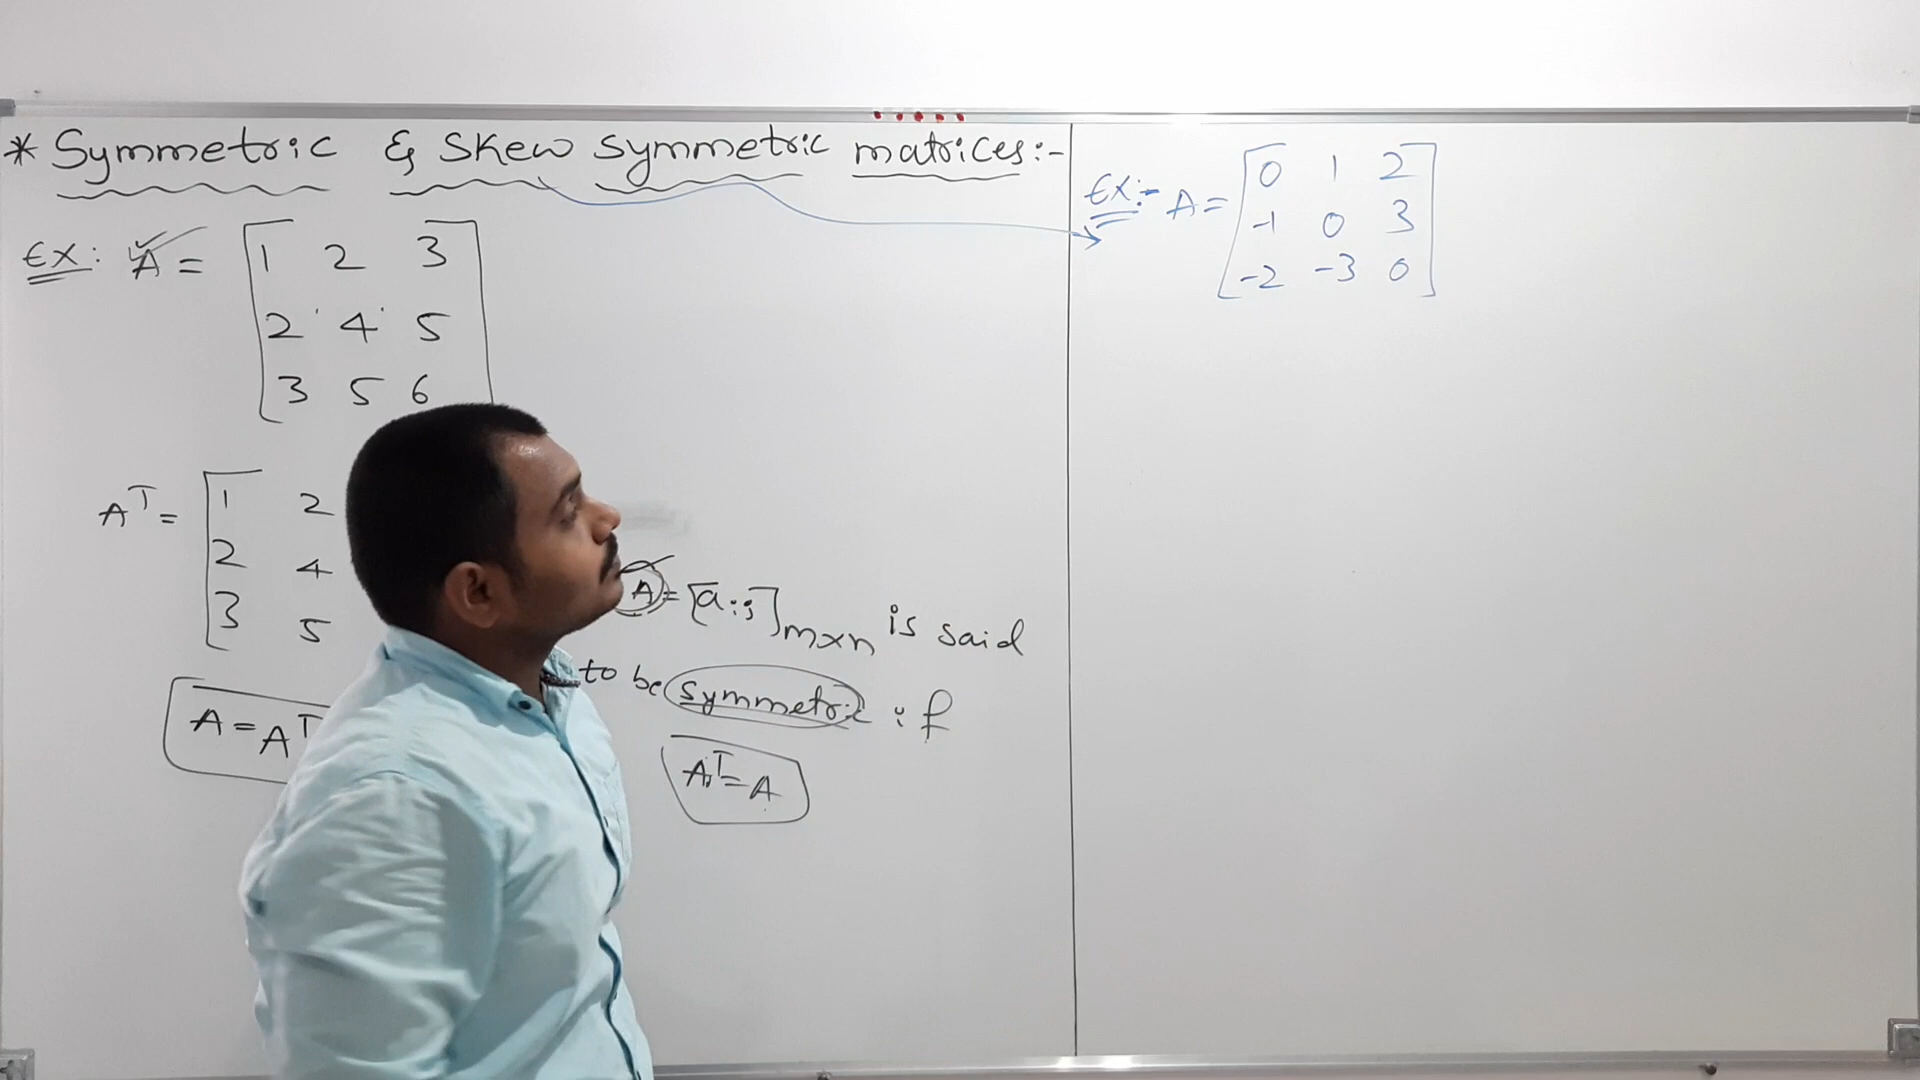 * Symmetric & Skew symmetric matrices:-
Ex: A = [1 2 3
2 4 5
3 5 6]
A^T = [1 2
2 4
3 5
A = A^T
A = [aij]m×n is said
to be symmetric if
A^T = A
Ex:- A = [0 1 2
-1 0 3
-2 -3 0]